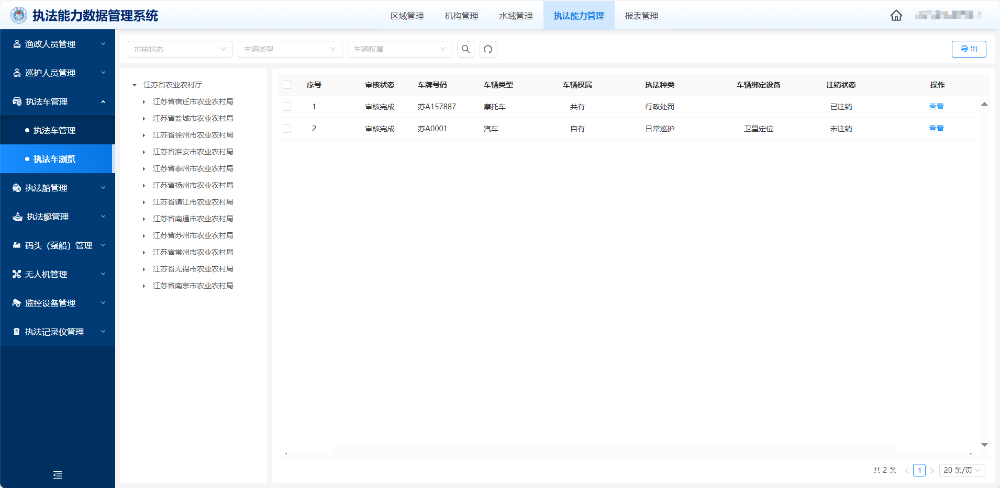 执法能力数据管理系统
区域管理 机构管理 水域管理 执法能力管理 报表管理
渔政人员管理
巡护人员管理
执法车管理
执法车管理
执法车浏览
执法船管理
执法艇管理
码头（趸船）管理
无人机管理
监控设备管理
执法记录仪管理
审核状态 车辆类型 车辆权属 导 出
江苏省农业农村厅
江苏省宿迁市农业农村局
江苏省盐城市农业农村局
江苏省徐州市农业农村局
江苏省淮安市农业农村局
江苏省泰州市农业农村局
江苏省扬州市农业农村局
江苏省镇江市农业农村局
江苏省南通市农业农村局
江苏省苏州市农业农村局
江苏省常州市农业农村局
江苏省无锡市农业农村局
江苏省南京市农业农村局
序号 审核状态 车牌号码 车辆类型 车辆权属 执法种类 车辆绑定设备 注销状态 操作
1 审核完成 苏A157887 摩托车 共有 行政处罚 已注销 查看
2 审核完成 苏A0001 汽车 自有 日常巡护 卫星定位 未注销 查看
共 2 条 < 1 > 20 条/页